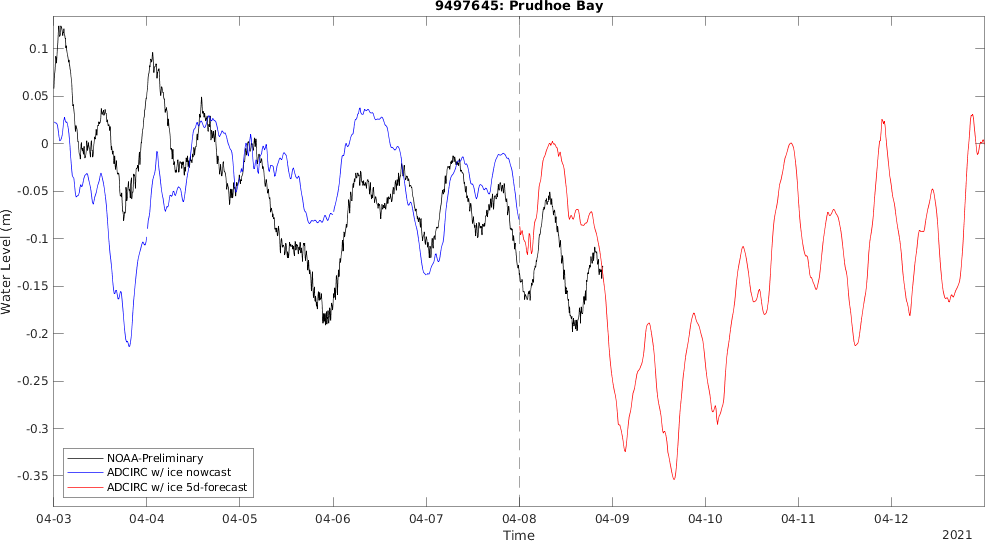 9497645: Prudhoe Bay
0.1
0.05
0
-0.05
-0.1
-0.15
-0.2
-0.25
-0.3
-0.35
Water Level (m)
NOAA-Preliminary
ADCIRC w/ ice nowcast
ADCIRC w/ ice 5d-forecast
04-03 04-04 04-05 04-06 04-07 04-08 04-09 04-10 04-11 04-12
Time
2021